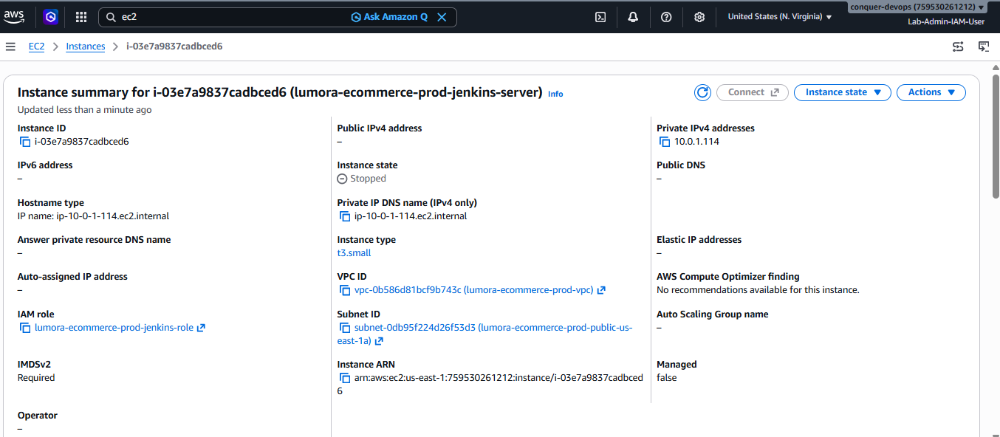 aws
ec2
Ask Amazon Q
United States (N. Virginia)
conquer-devops (759530261212)
Lab-Admin-IAM-User
EC2
Instances
i-03e7a9837cadbced6
Instance summary for i-03e7a9837cadbced6 (lumora-ecommerce-prod-jenkins-server) Info
Connect
Instance state
Actions
Updated less than a minute ago
Instance ID
i-03e7a9837cadbced6
Public IPv4 address
–
Private IPv4 addresses
10.0.1.114
IPv6 address
–
Instance state
Stopped
Public DNS
–
Hostname type
IP name: ip-10-0-1-114.ec2.internal
Private IP DNS name (IPv4 only)
ip-10-0-1-114.ec2.internal
Answer private resource DNS name
–
Instance type
t3.small
Elastic IP addresses
–
Auto-assigned IP address
–
VPC ID
vpc-0b586d81bcf9b743c (lumora-ecommerce-prod-vpc)
AWS Compute Optimizer finding
No recommendations available for this instance.
IAM role
lumora-ecommerce-prod-jenkins-role
Subnet ID
subnet-0db95f224d26f53d3 (lumora-ecommerce-prod-public-us-
east-1a)
Auto Scaling Group name
–
IMDSv2
Required
Instance ARN
arn:aws:ec2:us-east-1:759530261212:instance/i-03e7a9837cadbced
6
Managed
false
Operator
–